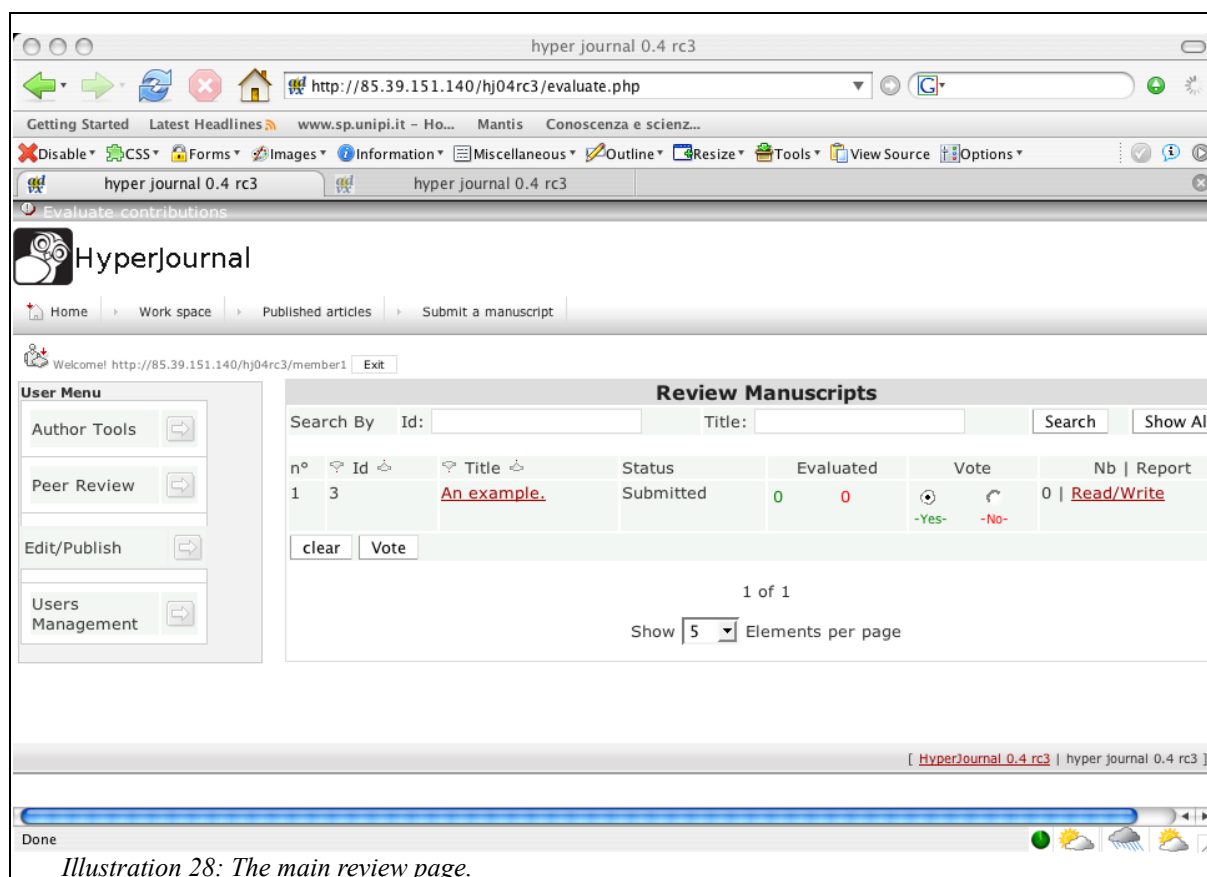 hyper journal 0.4 rc3
http://85.39.151.140/hj04rc3/evaluate.php G
Getting Started Latest Headlines www.sp.unipi.it – Ho... Mantis Conoscenza e scienz...
Disable CSS Forms Images Information Miscellaneous Outline Resize Tools View Source Options
hyper journal 0.4 rc3 hyper journal 0.4 rc3
Evaluate contributions
HyperJournal
Home Work space Published articles Submit a manuscript
Welcome! http://85.39.151.140/hj04rc3/member1 Exit
User Menu
Author Tools
Peer Review
Edit/Publish
Users
Management
Review Manuscripts
Search By Id: Title: Search Show Al
n° Id Title Status Evaluated Vote Nb | Report
1 3 An example. Submitted 0 0 0 | Read/Write
-Yes- -No-
clear Vote
1 of 1
Show 5 Elements per page
[ HyperJournal 0.4 rc3 | hyper journal 0.4 rc3 ]
Done
Illustration 28: The main review page.